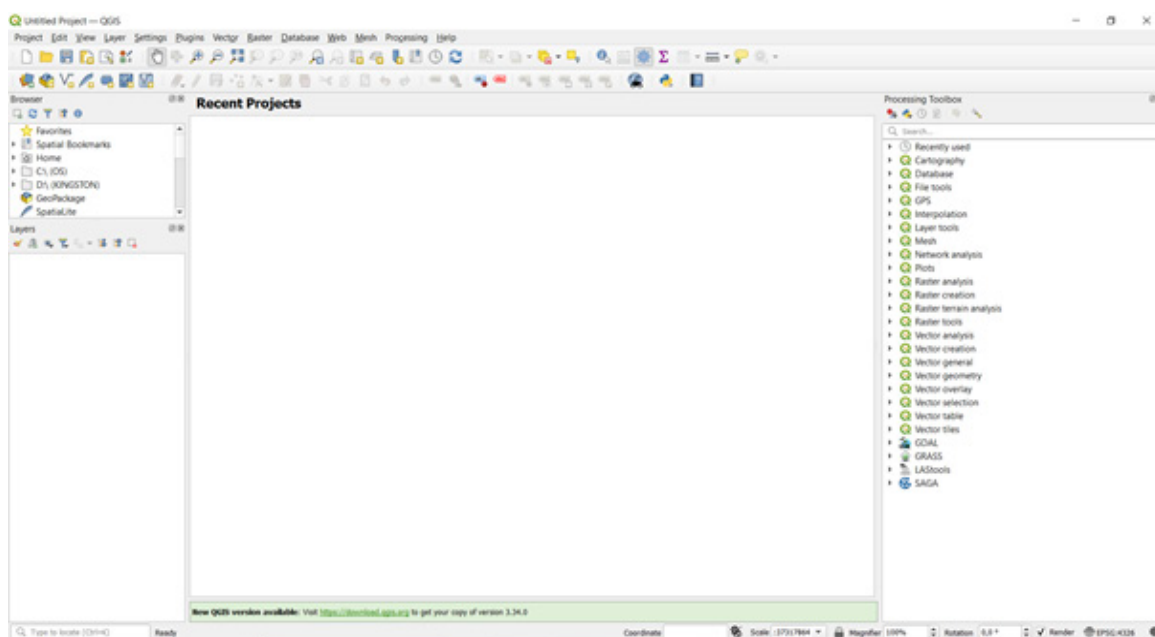 Untitled Project — QGIS
Project Edit View Layer Settings Plugins Vector Raster Database Web Mesh Processing Help
Browser
Favorites
Spatial Bookmarks
Home
C:\ (OS)
D:\ (KINGSTON)
GeoPackage
SpatiaLite
Layers
Recent Projects
New QGIS version available: Visit https://download.qgis.org to get your copy of version 3.34.0
Processing Toolbox
Search...
Recently used
Cartography
Database
File tools
GPS
Interpolation
Layer tools
Mesh
Network analysis
Plots
Raster analysis
Raster creation
Raster terrain analysis
Raster tools
Vector analysis
Vector creation
Vector general
Vector geometry
Vector overlay
Vector selection
Vector table
Vector tiles
GDAL
GRASS
LAStools
SAGA
Type to locate (Ctrl+K) Ready Coordinate Scale :37317864 Magnifier 100% Rotation 0,0 ° Render EPSG:4326